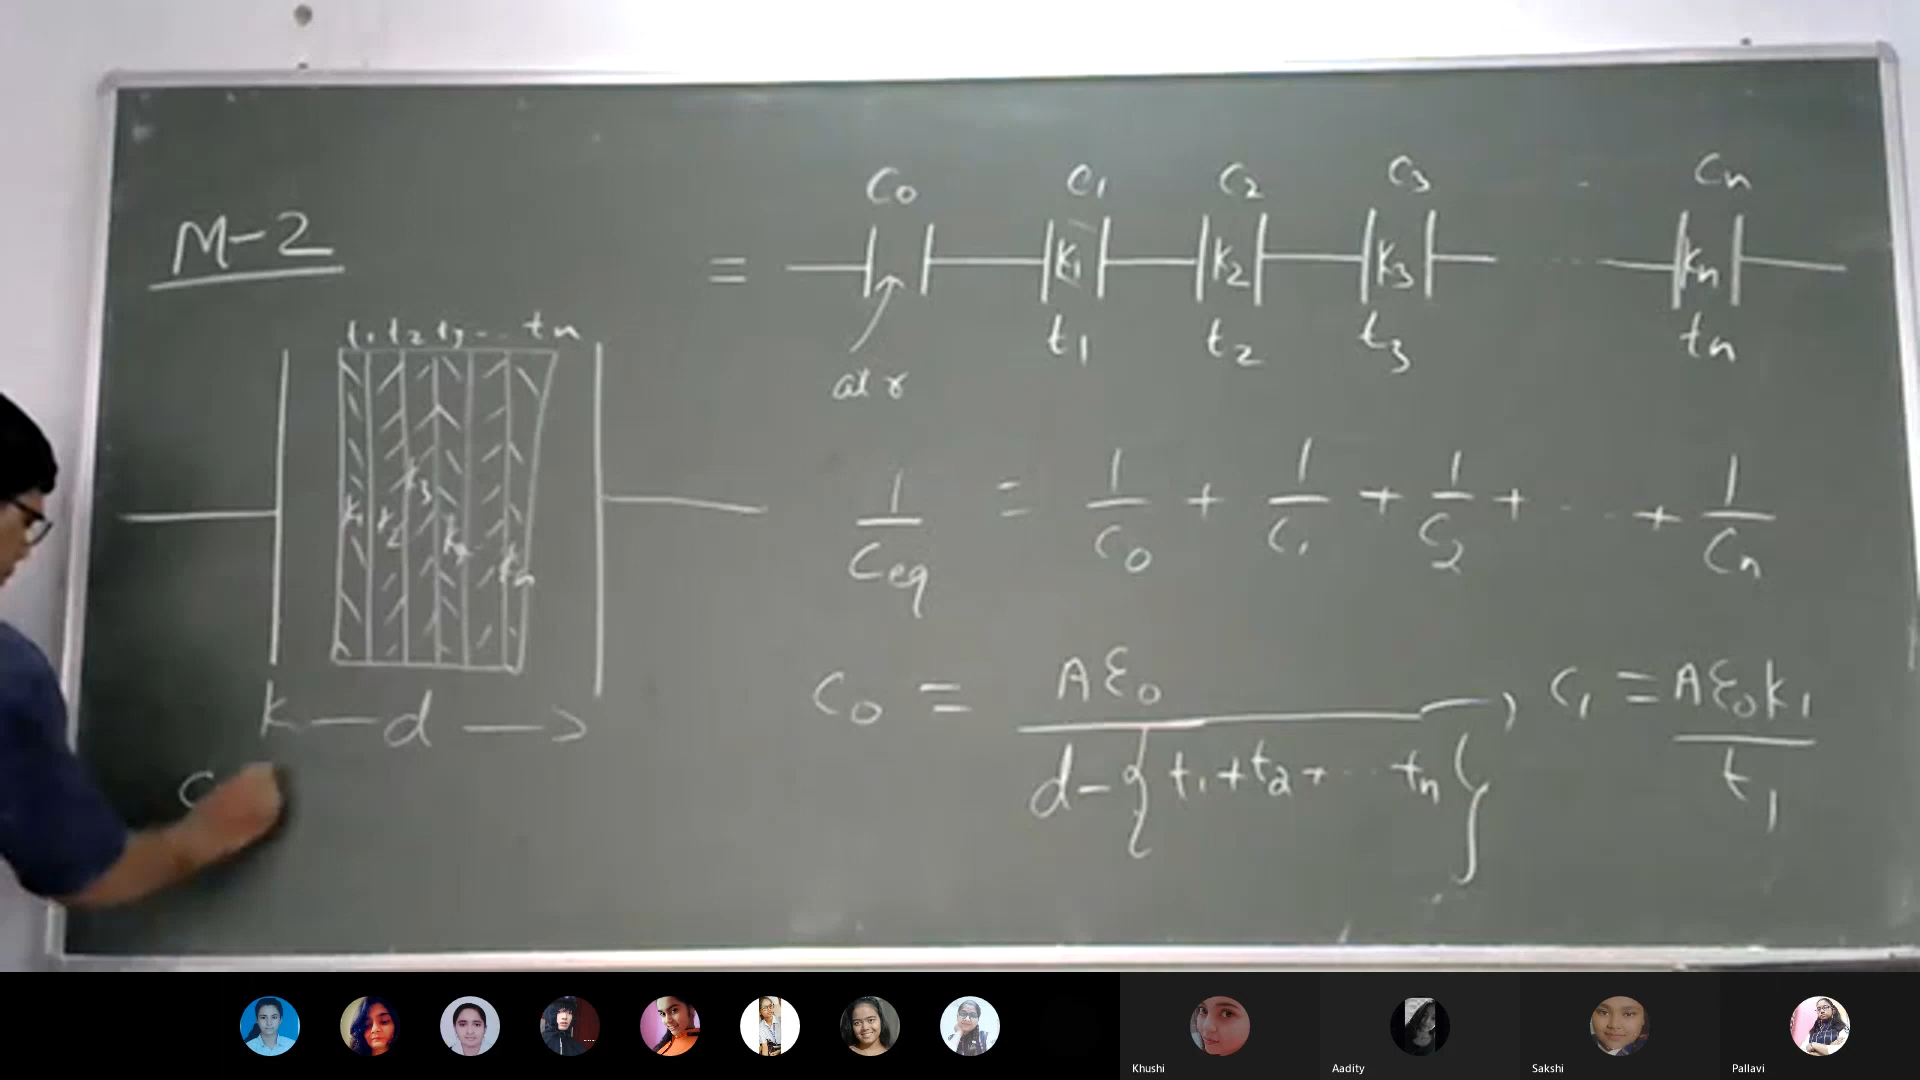 M-2
t1 t2 t3 -- tn
k1 k2 k3 k4 kn
k — d —>
C
C0 C1 C2 C3 . Cn
= k1 k2 k3 ..... kn
t1 t2 t3 tn
air
1/Ceq = 1/C0 + 1/C1 + 1/C2 + .... + 1/Cn
C0 = Aε0 / d-{t1+t2+ ... tn} , C1 = Aε0k1 / t1
Khushi
Aadity
Sakshi
Pallavi